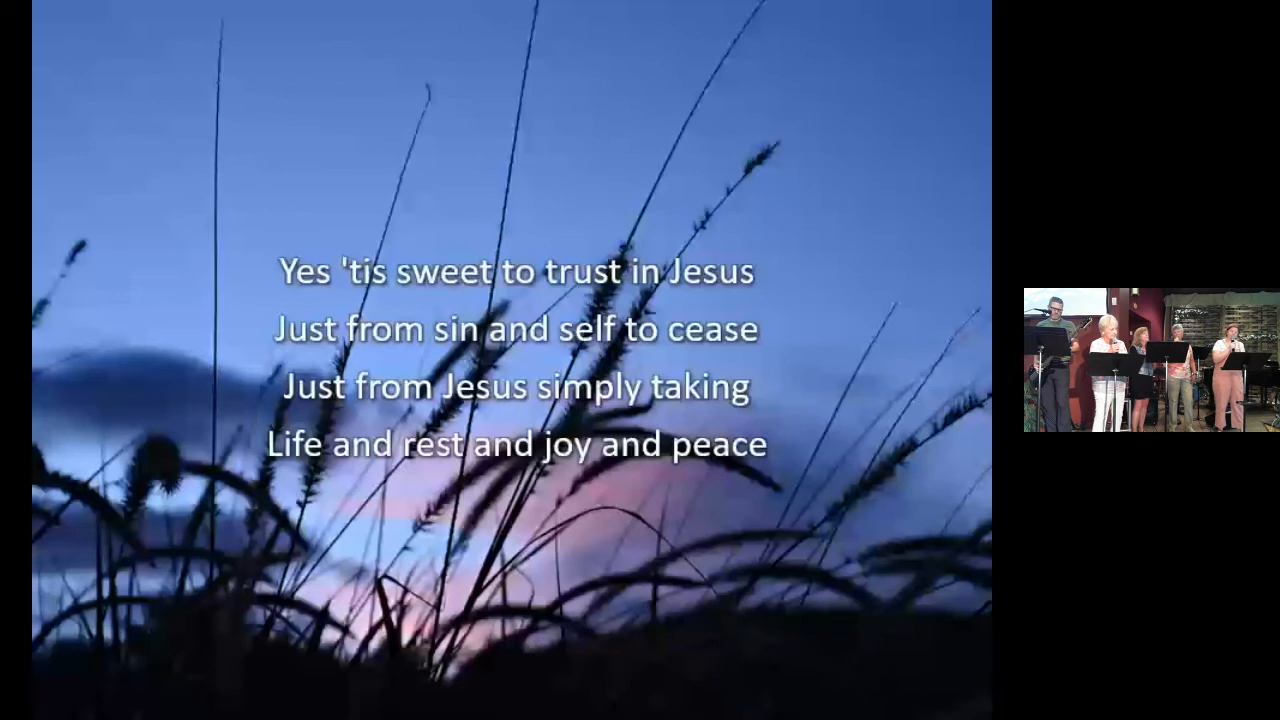 Yes 'tis sweet to trust in Jesus
Just from sin and self to cease
Just from Jesus simply taking
Life and rest and joy and peace